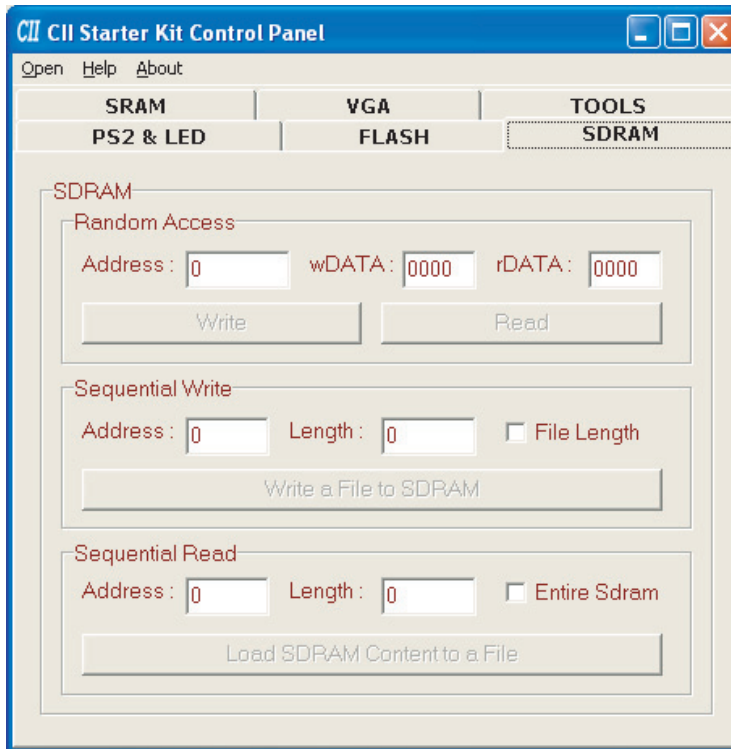 CII CII Starter Kit Control Panel
Open Help About
SRAM VGA TOOLS
PS2 & LED FLASH SDRAM
SDRAM
Random Access
Address : 0 wDATA : 0000 rDATA : 0000
Write Read
Sequential Write
Address : 0 Length : 0 File Length
Write a File to SDRAM
Sequential Read
Address : 0 Length : 0 Entire Sdram
Load SDRAM Content to a File